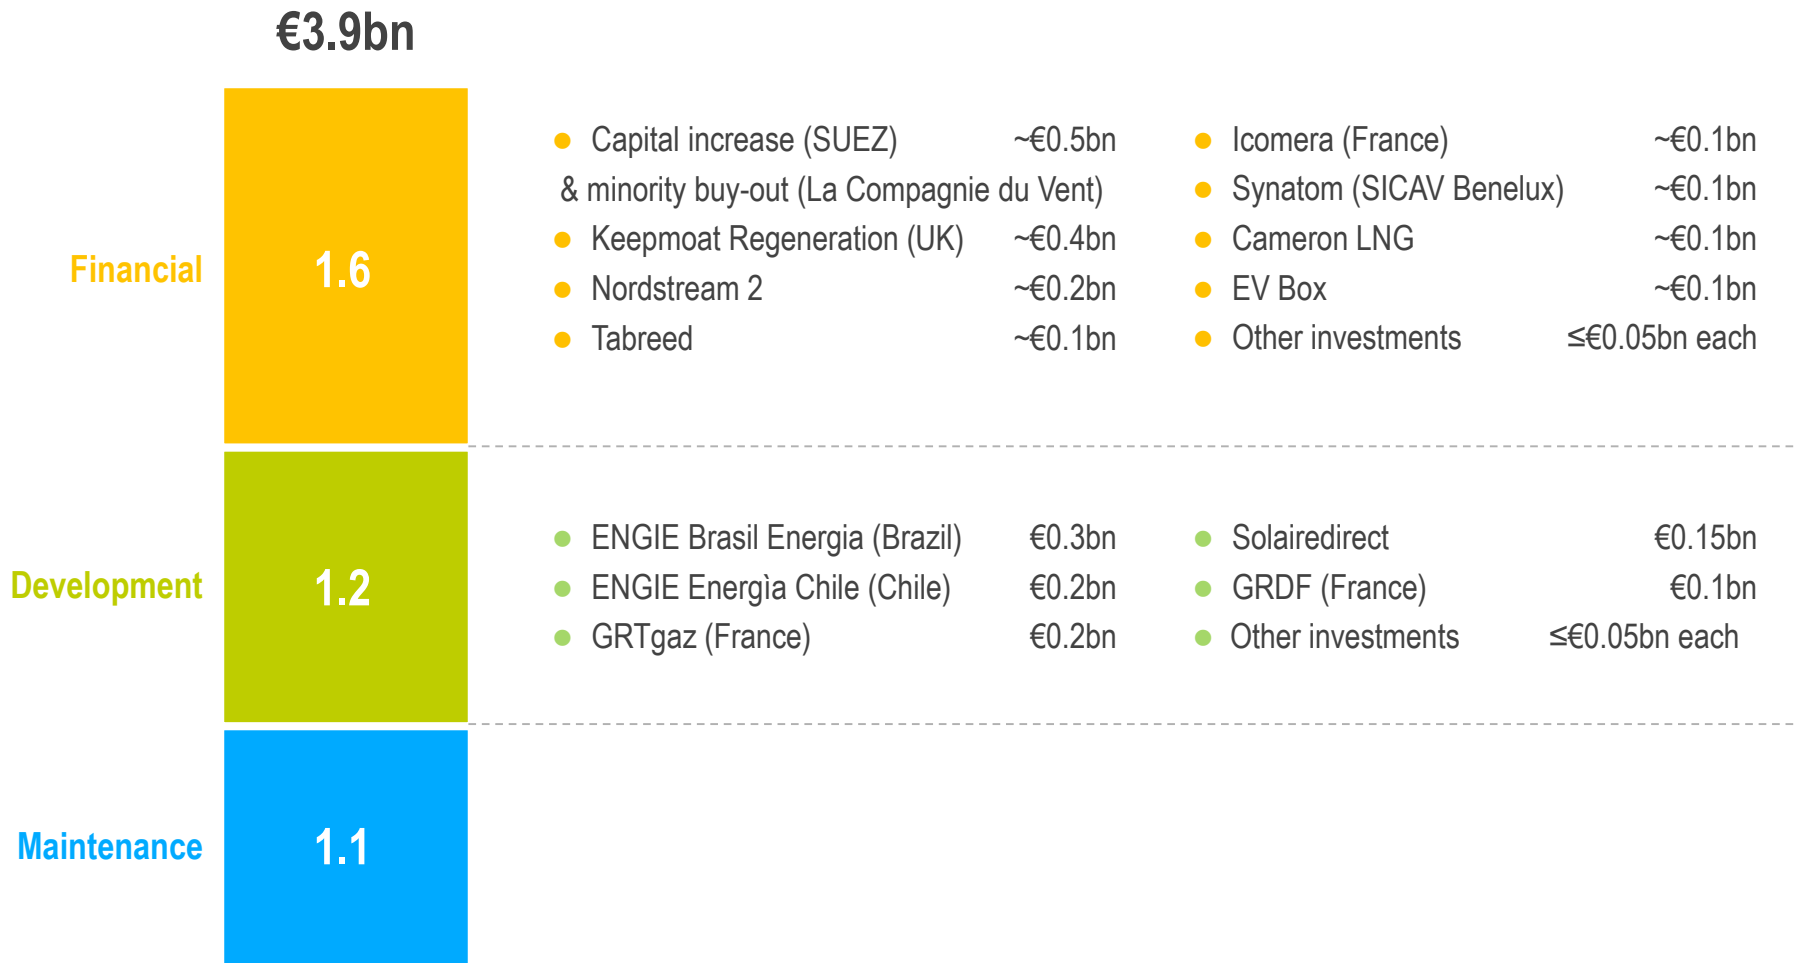 €3.9bn
Financial
1.6
● Capital increase (SUEZ) ~€0.5bn
& minority buy-out (La Compagnie du Vent)
● Keepmoat Regeneration (UK) ~€0.4bn
● Nordstream 2 ~€0.2bn
● Tabreed ~€0.1bn
● Icomera (France) ~€0.1bn
● Synatom (SICAV Benelux) ~€0.1bn
● Cameron LNG ~€0.1bn
● EV Box ~€0.1bn
● Other investments ≤€0.05bn each
Development
1.2
● ENGIE Brasil Energia (Brazil) €0.3bn
● ENGIE Energìa Chile (Chile) €0.2bn
● GRTgaz (France) €0.2bn
● Solairedirect €0.15bn
● GRDF (France) €0.1bn
● Other investments ≤€0.05bn each
Maintenance
1.1